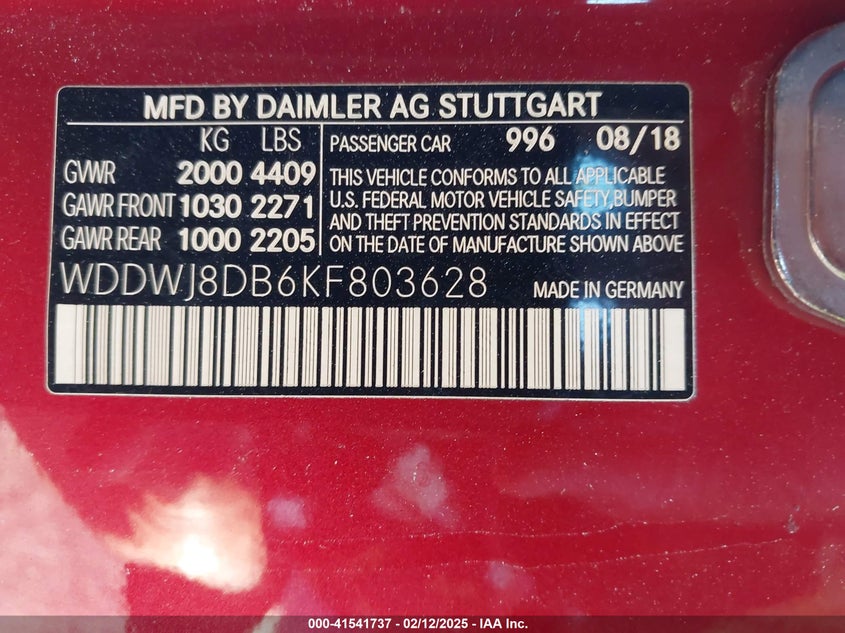 MFD BY DAIMLER AG STUTTGART
KG LBS
GVWR 2000 4409
GAWR FRONT 1030 2271
GAWR REAR 1000 2205
PASSENGER CAR 996 08/18
THIS VEHICLE CONFORMS TO ALL APPLICABLE
U.S. FEDERAL MOTOR VEHICLE SAFETY,BUMPER
AND THEFT PREVENTION STANDARDS IN EFFECT
ON THE DATE OF MANUFACTURE SHOWN ABOVE
WDDWJ8DB6KF803628 MADE IN GERMANY
000-41541737 - 02/12/2025 - IAA Inc.